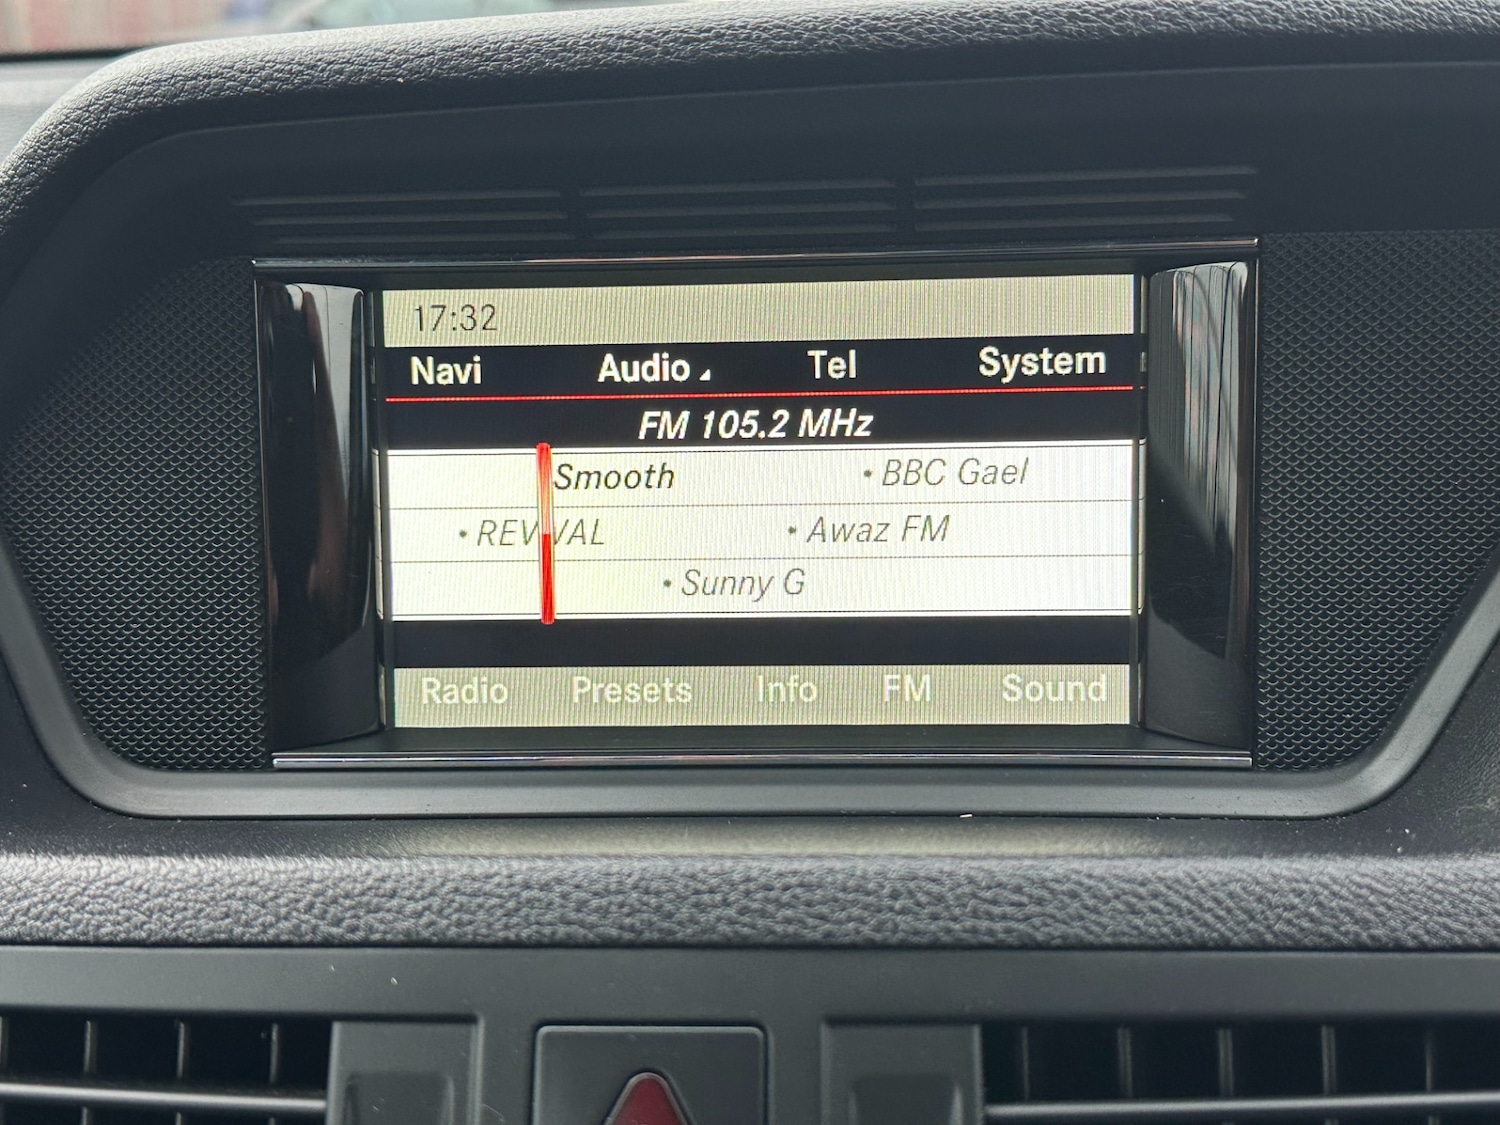 17:32
Navi Audio Tel System
FM 105.2 MHz
Smooth • BBC Gael
• REVIVAL • Awaz FM
• Sunny G
Radio Presets Info FM Sound